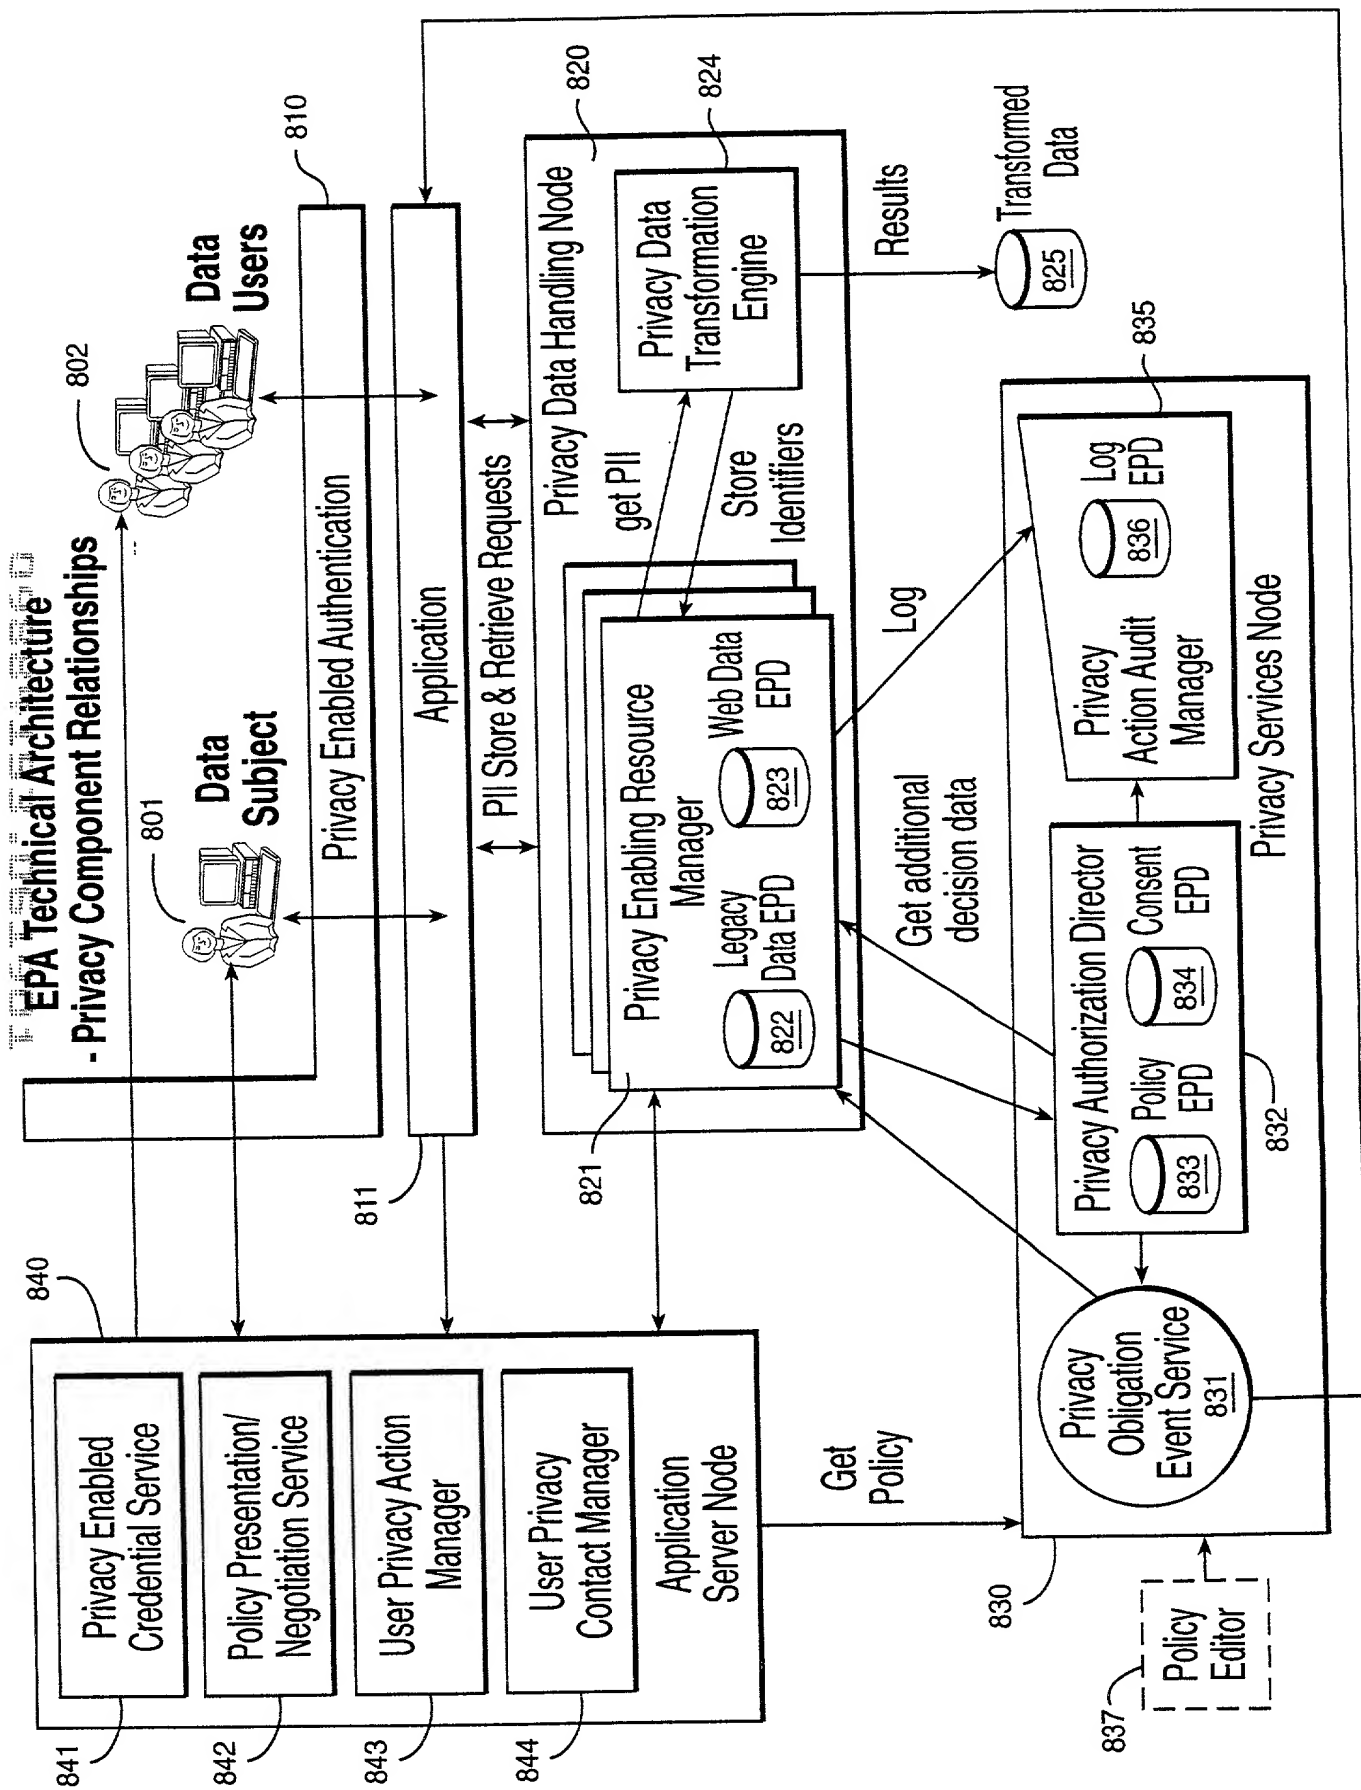 EPA Technical Architecture
- Privacy Component Relationships
840
841
Privacy Enabled
Credential Service
842
Policy Presentation/
Negotiation Service
843
User Privacy Action
Manager
844
User Privacy
Contact Manager
Application
Server Node
801
Data
Subject
802
Data
Users
810
Privacy Enabled Authentication
811
Application
PII Store & Retrieve Requests
820
Privacy Data Handling Node
821
Privacy Enabling Resource
Manager
Legacy
Data EPD
822
Web Data
EPD
823
get PII
Store
Identifiers
824
Privacy Data
Transformation
Engine
Results
Transformed
Data
825
Get
Policy
Get additional
decision data
Log
830
Privacy
Obligation
Event Service
831
Privacy Authorization Director
Policy
EPD
833
Consent
EPD
834
832
835
Privacy
Action Audit
Manager
Log
EPD
836
Privacy Services Node
837
Policy
Editor